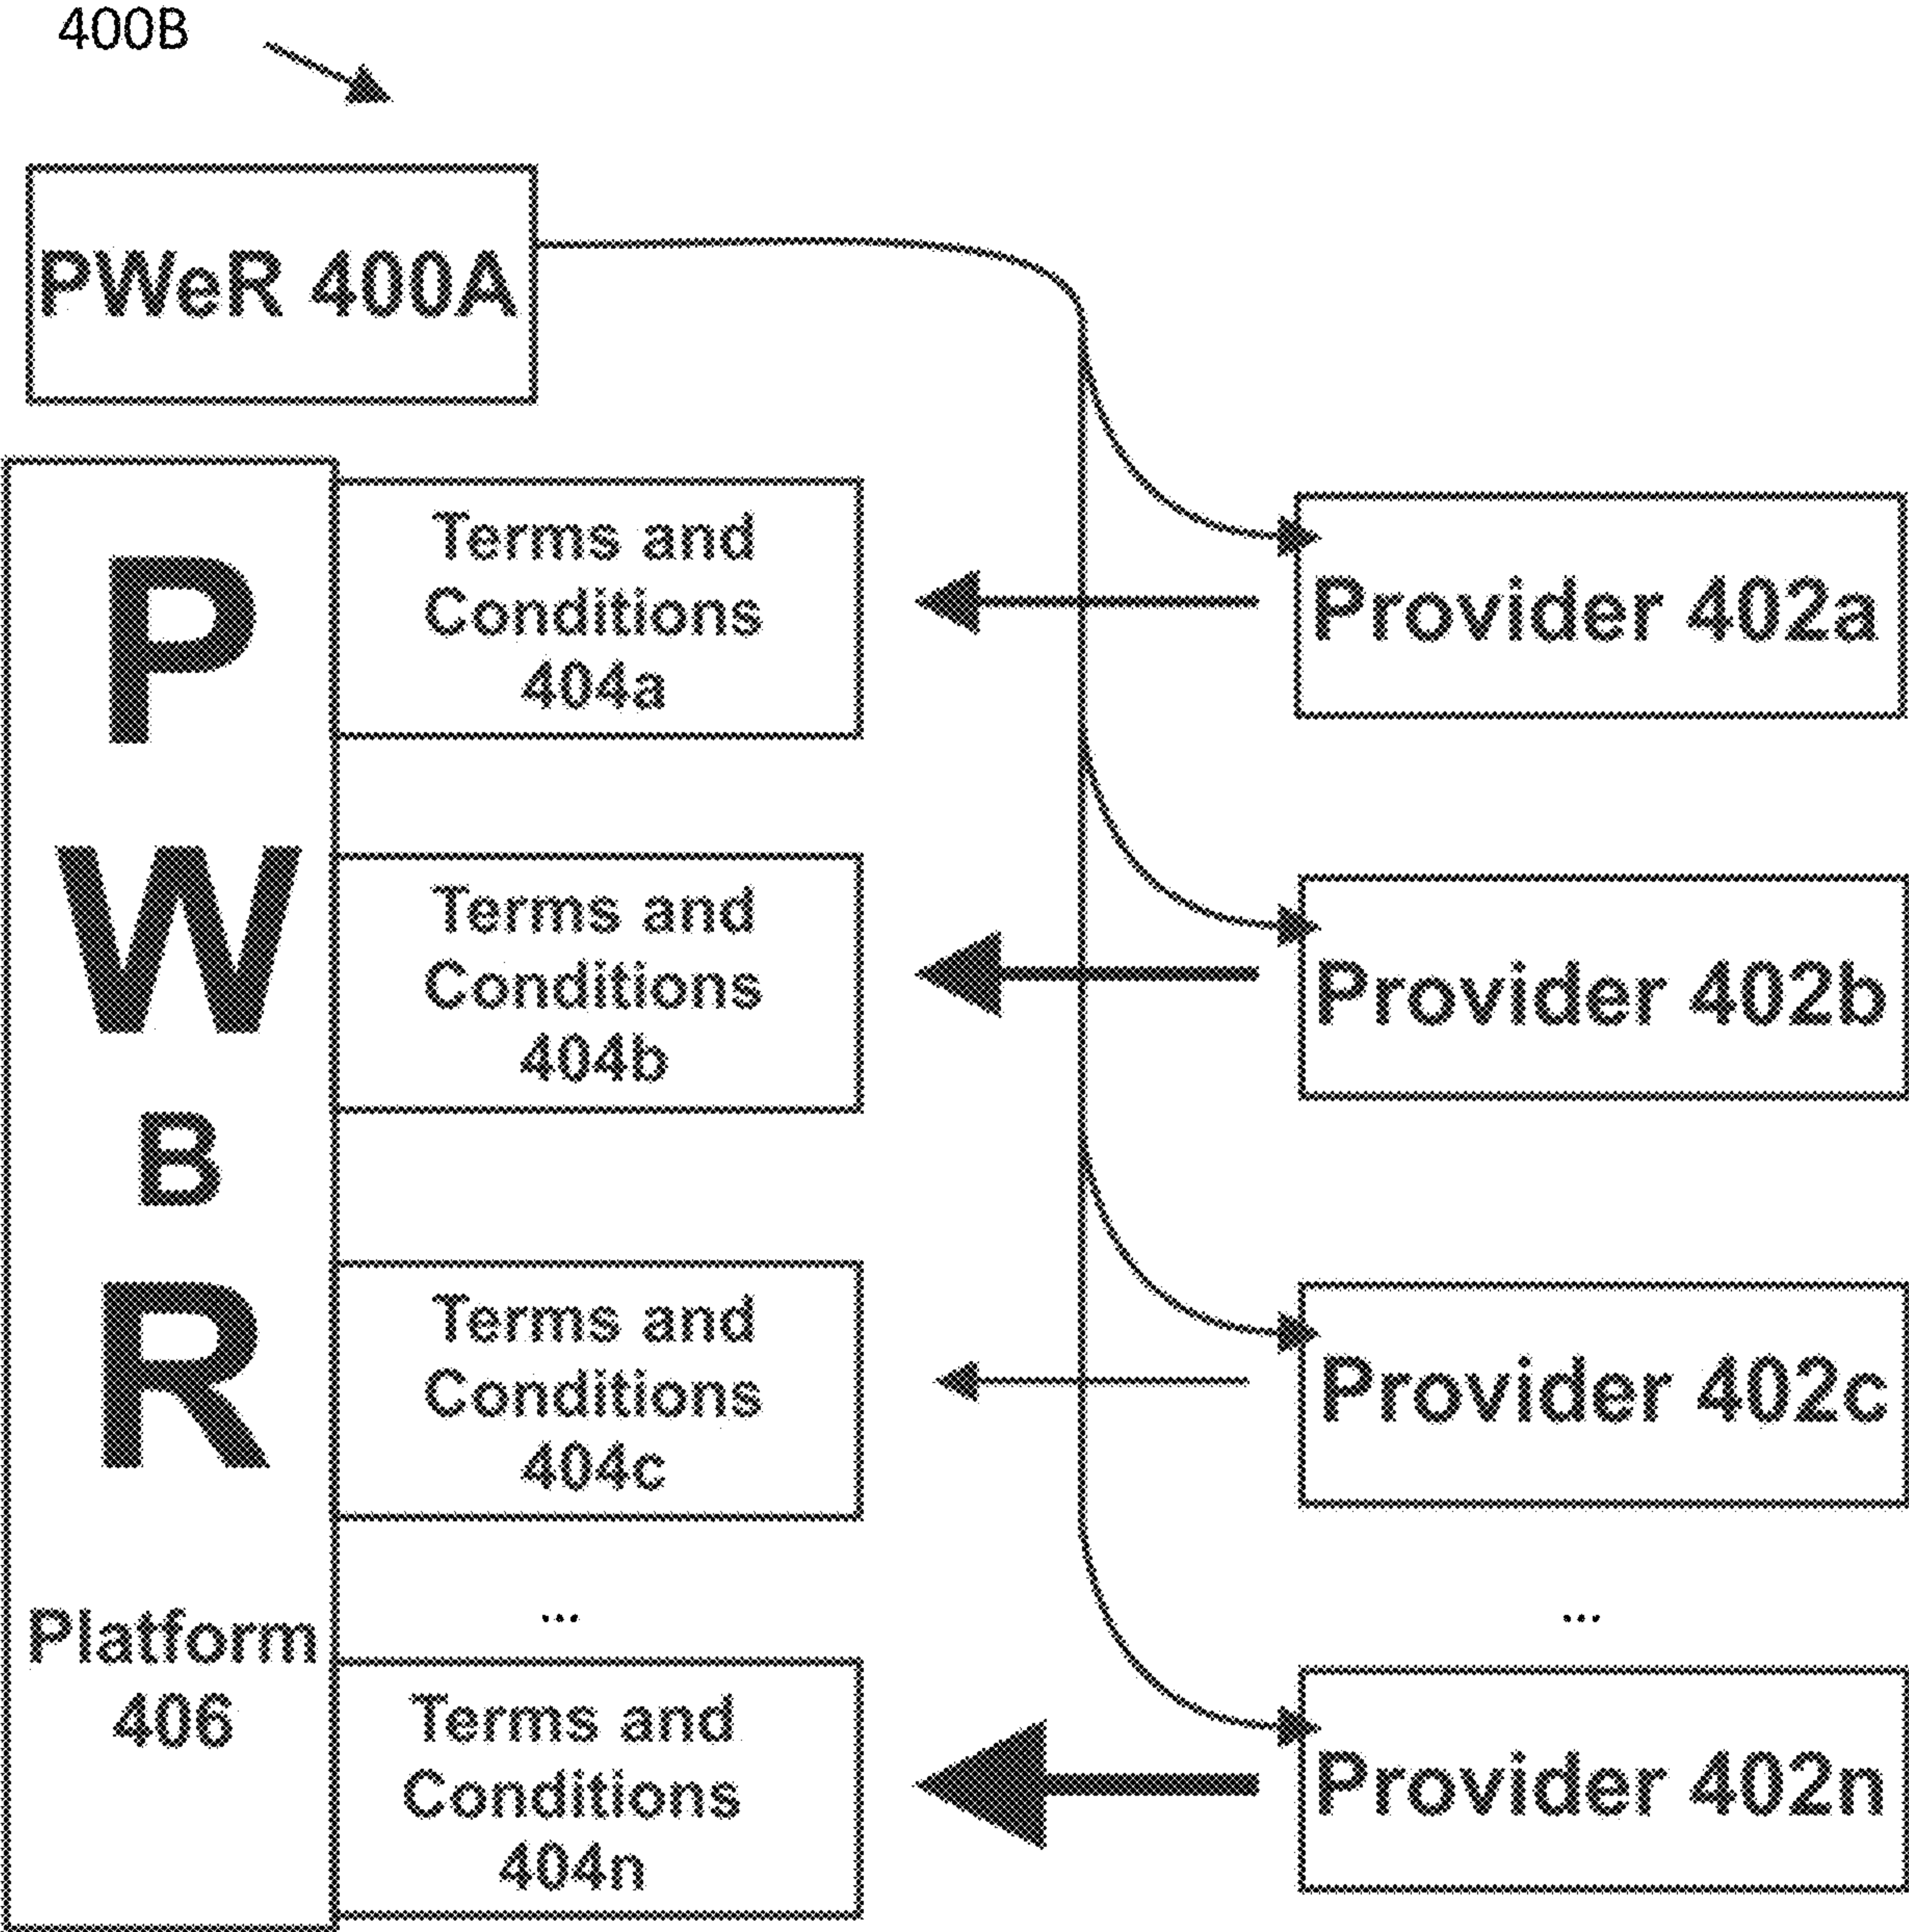 400B
PWeR 400A
P
W
B
R
Platform
406
Terms and
Conditions
404a
Provider 402a
Terms and
Conditions
404b
Provider 402b
Terms and
Conditions
404c
Provider 402c
...
...
Terms and
Conditions
404n
Provider 402n